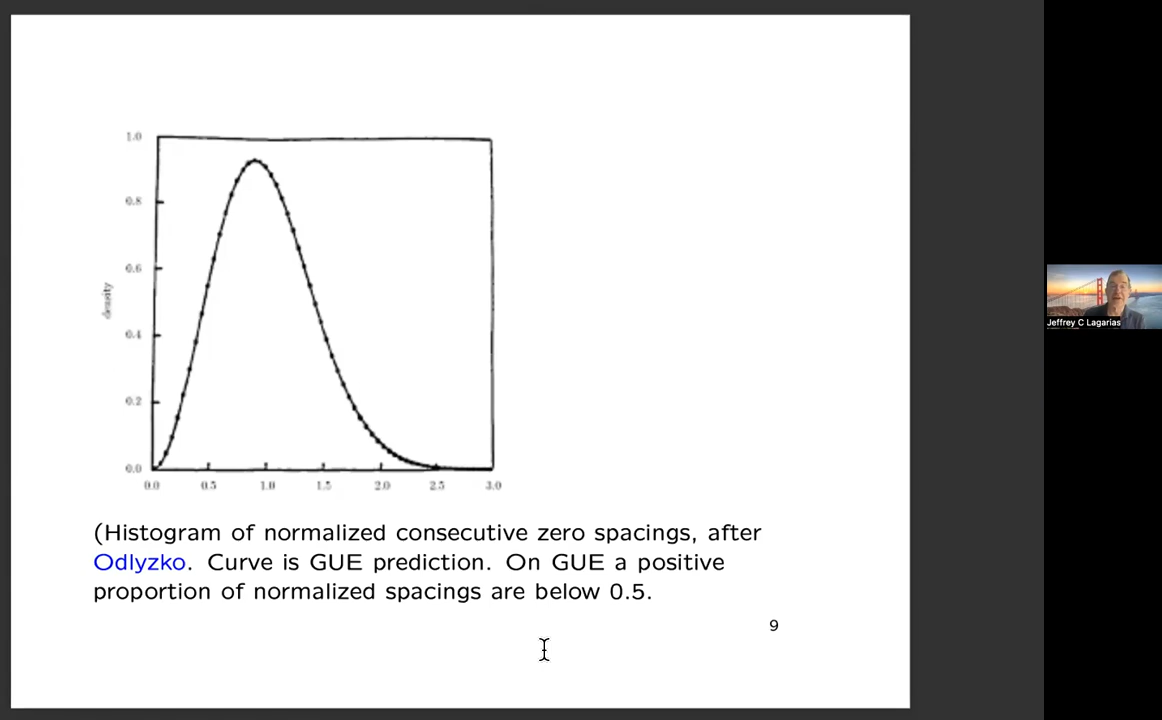 1.0
0.8
0.6
density
0.4
0.2
0.0
0.0 0.5 1.0 1.5 2.0 2.5 3.0
(Histogram of normalized consecutive zero spacings, after
Odlyzko. Curve is GUE prediction. On GUE a positive
proportion of normalized spacings are below 0.5.
9
Jeffrey C Lagarias